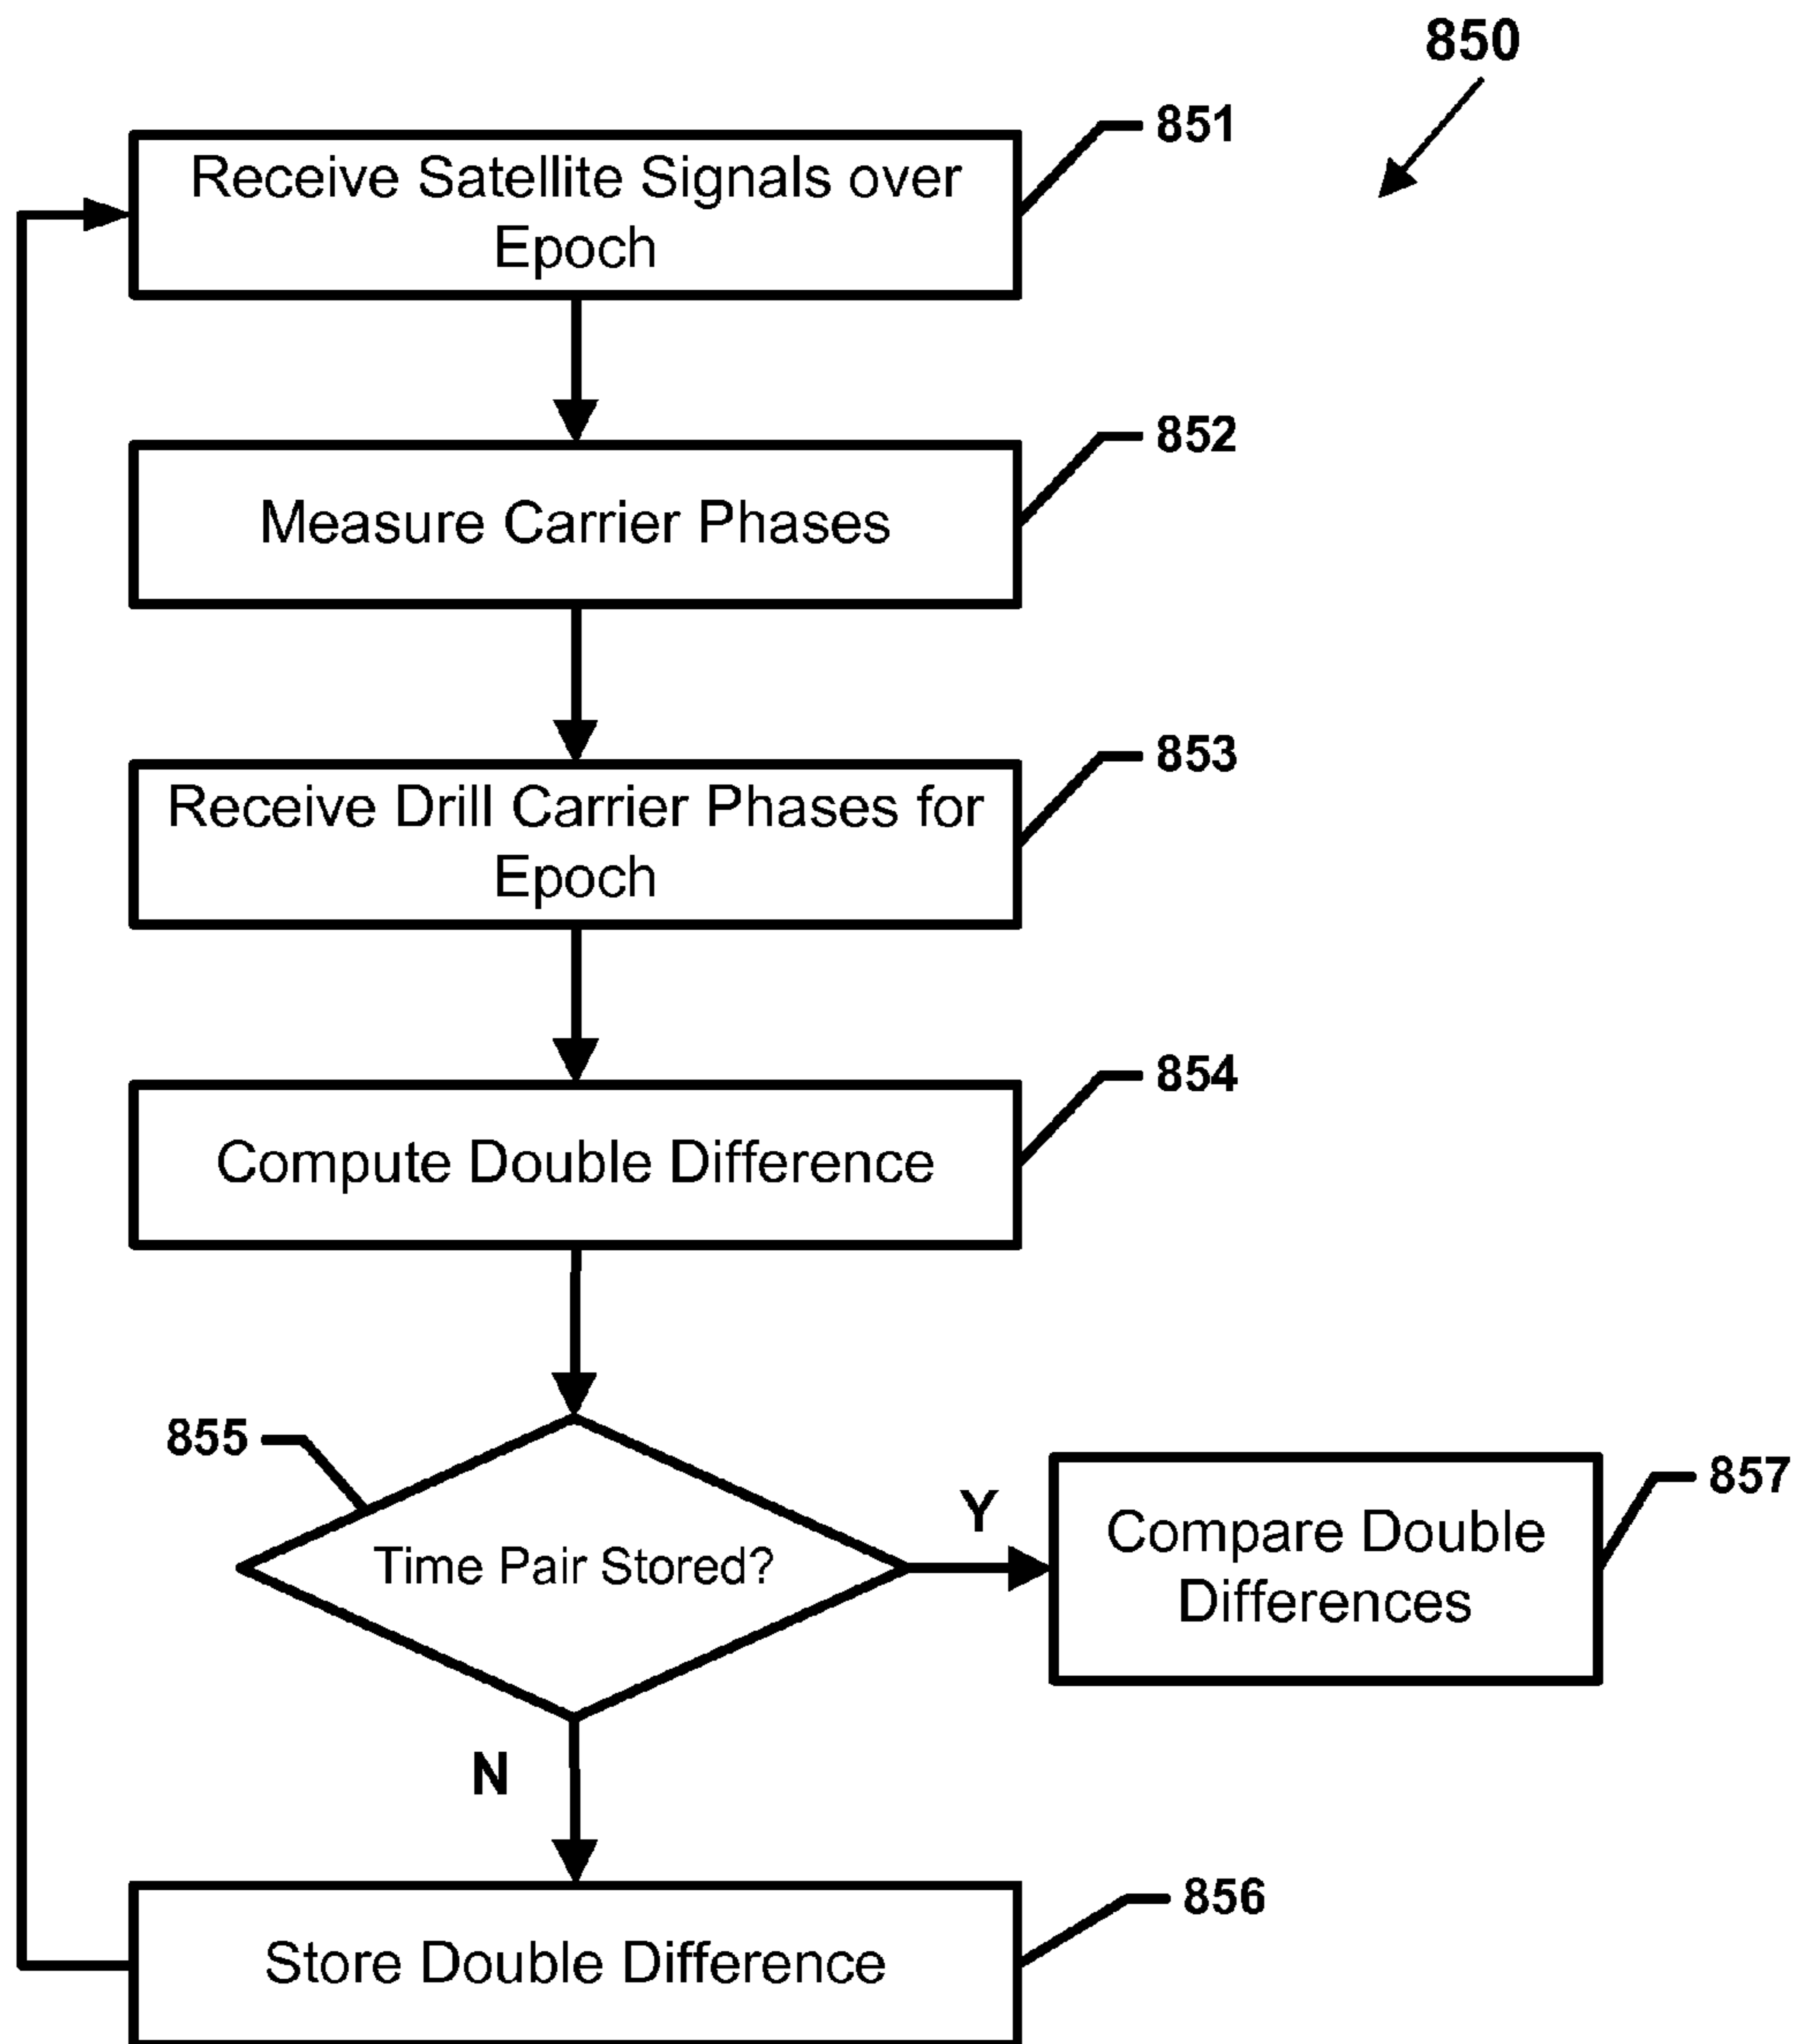 850
851
Receive Satellite Signals over
Epoch
852
Measure Carrier Phases
853
Receive Drill Carrier Phases for
Epoch
854
Compute Double Difference
855
Time Pair Stored?
Y
857
Compare Double
Differences
N
856
Store Double Difference